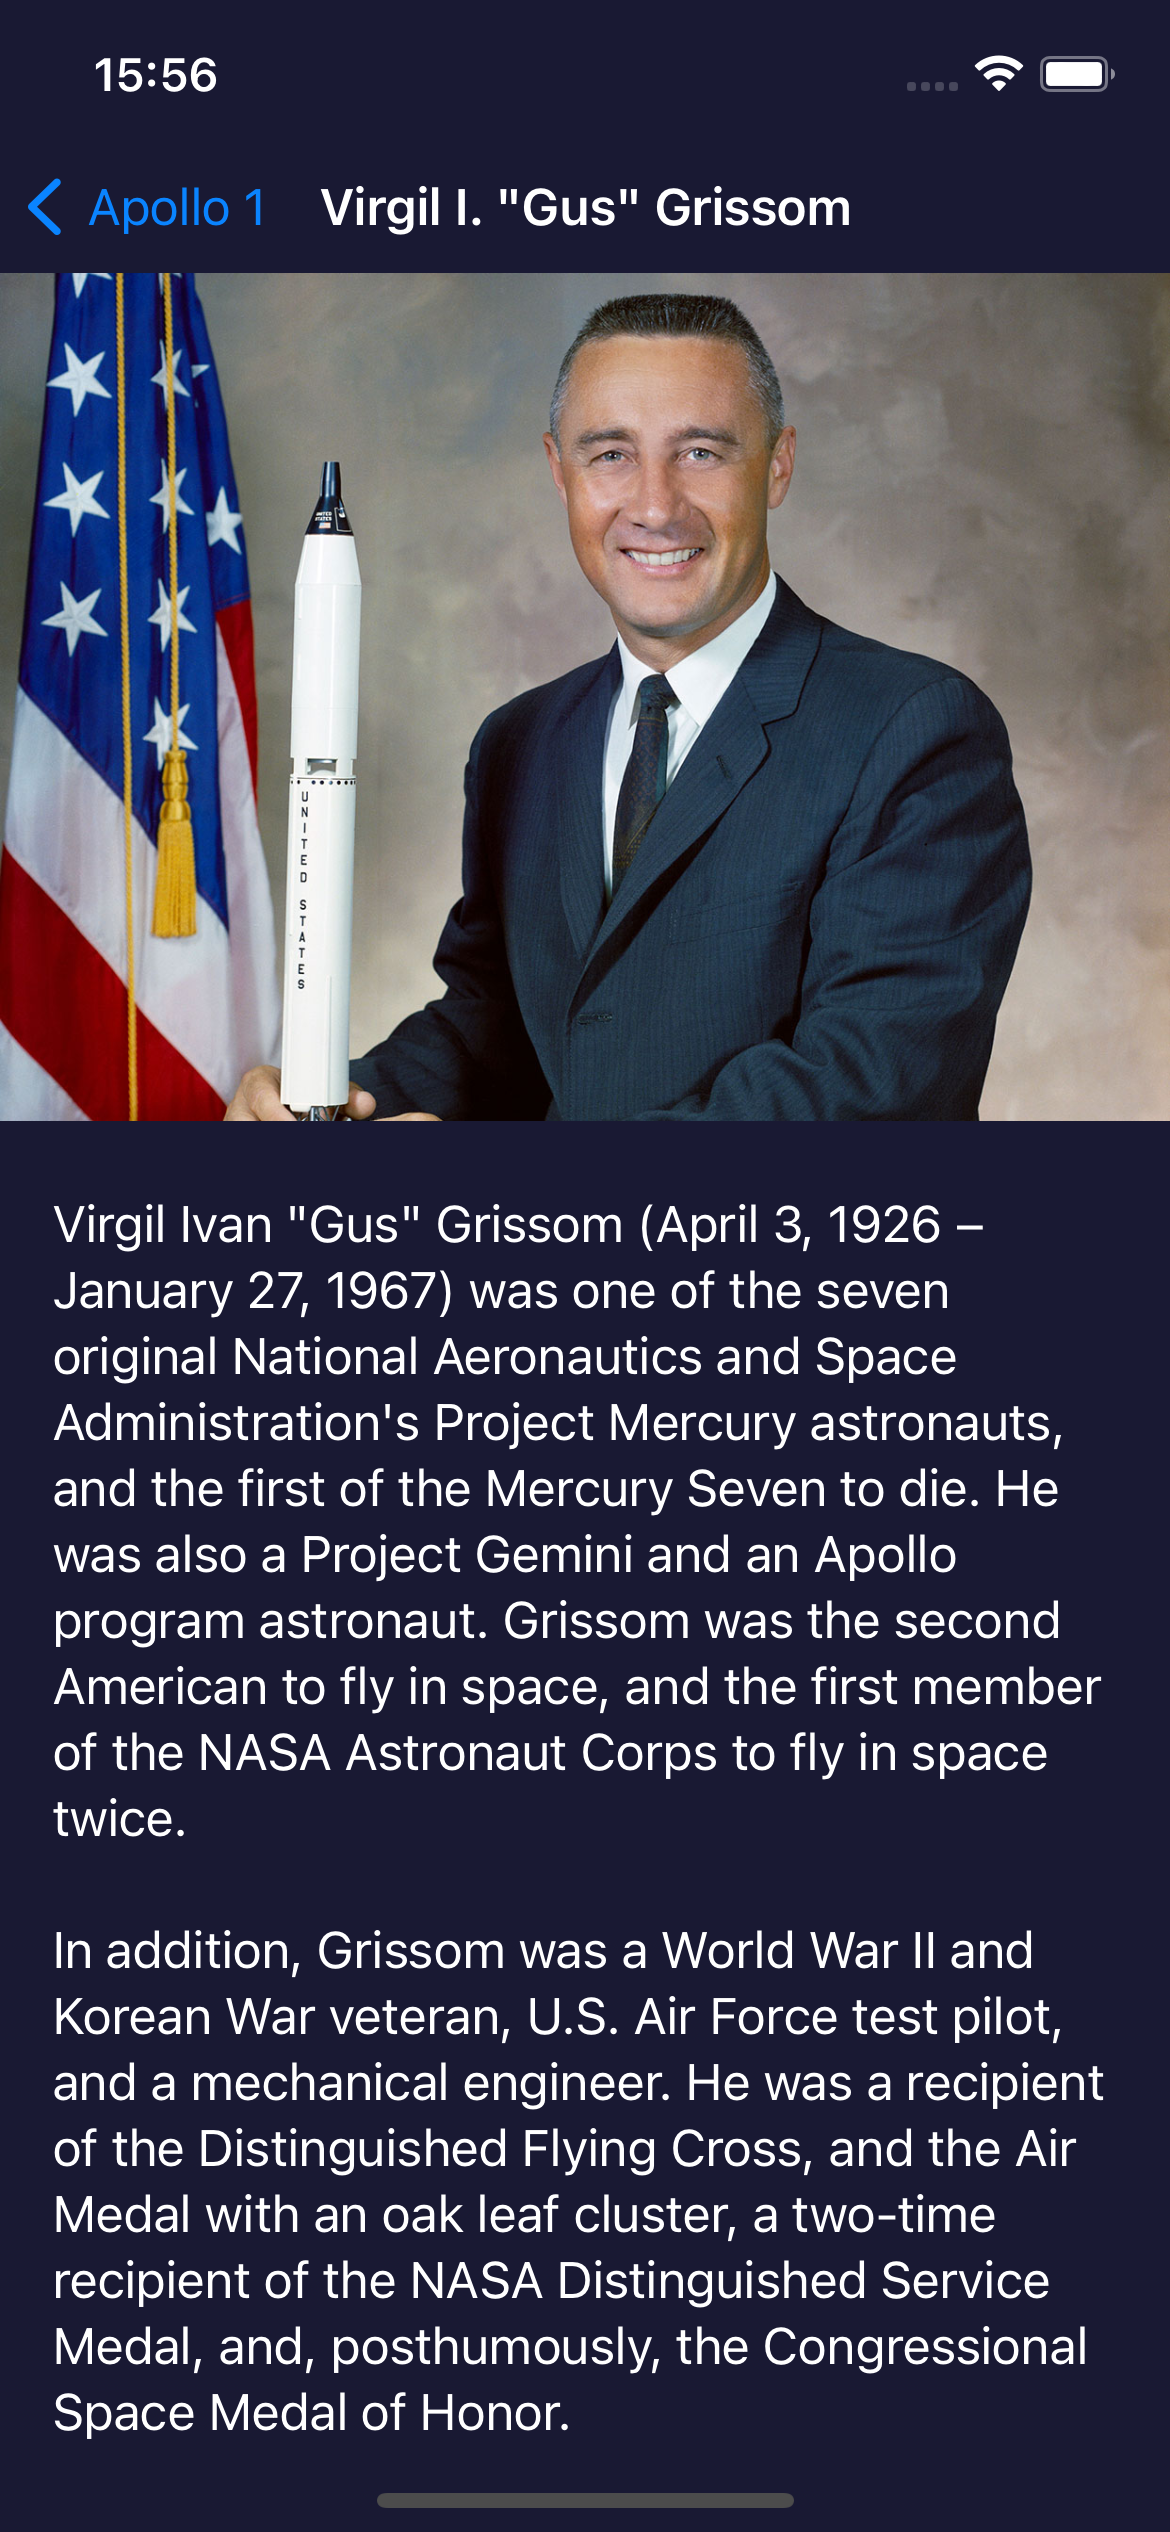 15:56
Apollo 1
Virgil I. "Gus" Grissom
UNITED
STATES
UNITED STATES
Virgil Ivan "Gus" Grissom (April 3, 1926 –
January 27, 1967) was one of the seven
original National Aeronautics and Space
Administration's Project Mercury astronauts,
and the first of the Mercury Seven to die. He
was also a Project Gemini and an Apollo
program astronaut. Grissom was the second
American to fly in space, and the first member
of the NASA Astronaut Corps to fly in space
twice.
In addition, Grissom was a World War II and
Korean War veteran, U.S. Air Force test pilot,
and a mechanical engineer. He was a recipient
of the Distinguished Flying Cross, and the Air
Medal with an oak leaf cluster, a two-time
recipient of the NASA Distinguished Service
Medal, and, posthumously, the Congressional
Space Medal of Honor.